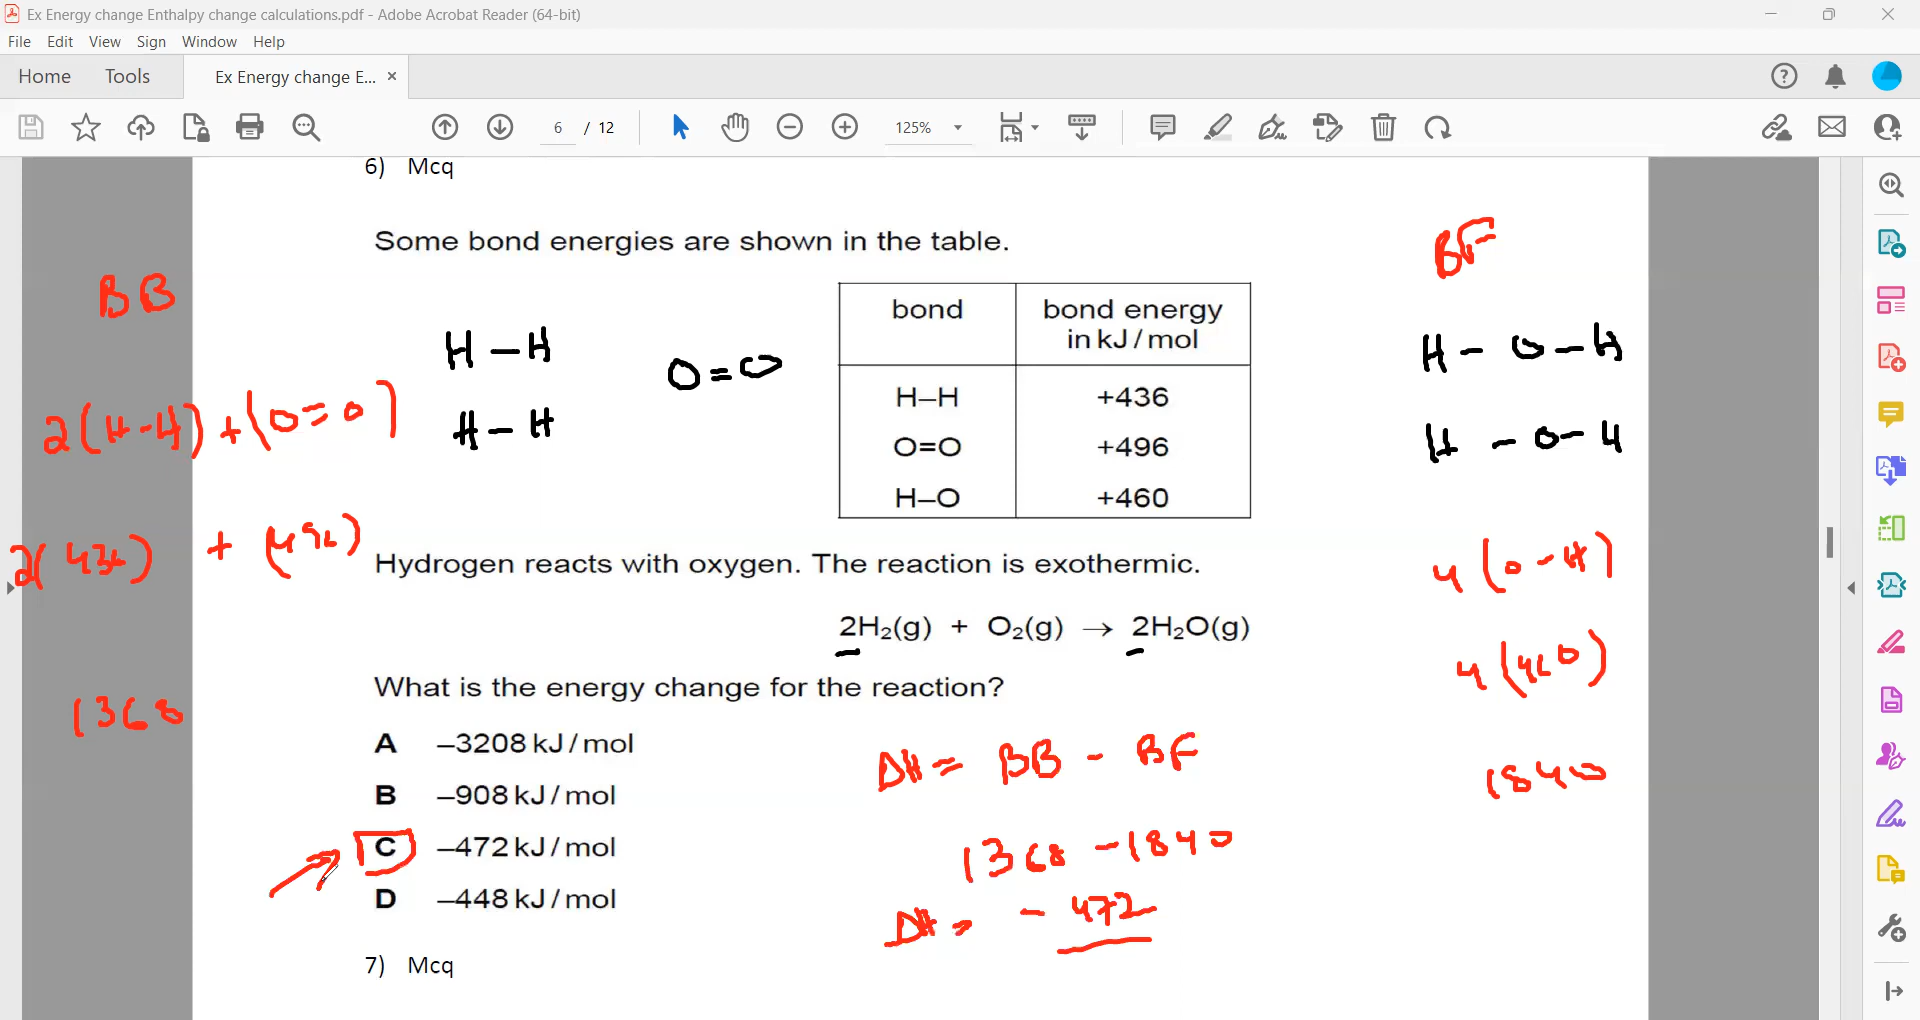 Ex Energy change Enthalpy change calculations.pdf - Adobe Acrobat Reader (64-bit)
File Edit View Sign Window Help
Home Tools Ex Energy change E... ×
6 / 12 125%
6) Mcq
Some bond energies are shown in the table.
BF
BB
bond bond energy in kJ / mol
H–H +436
O=O +496
H–O +460
H – H
O = O
H – O – H
H – H
H – O – H
2(H-H) + (O=O)
2(436) + (496)
4 (O-H)
Hydrogen reacts with oxygen. The reaction is exothermic.
2H₂(g) + O₂(g) → 2H₂O(g)
4 (460)
What is the energy change for the reaction?
1368
A –3208 kJ / mol
ΔH = BB - BF
1840
B –908 kJ / mol
C –472 kJ / mol
1368 -1840
D –448 kJ / mol
ΔH = - 472
7) Mcq